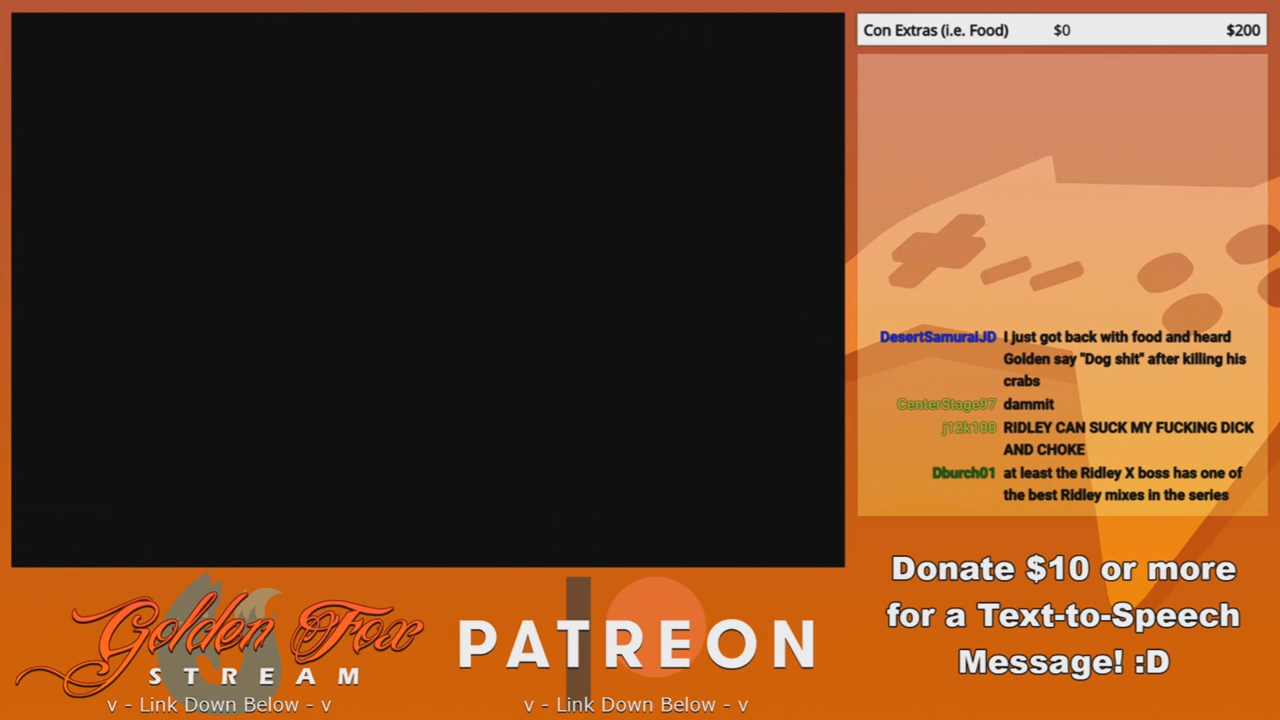 Con Extras (i.e. Food) $0 $200
DesertSamuraiJD I just got back with food and heard
Golden say "Dog shit" after killing his
crabs
CenterStage97 dammit
j12k100 RIDLEY CAN SUCK MY FUCKING DICK
AND CHOKE
Dburch01 at least the Ridley X boss has one of
the best Ridley mixes in the series
Donate $10 or more
for a Text-to-Speech
Message! :D
Golden Fox
STREAM
v - Link Down Below - v
PATREON
v - Link Down Below - v